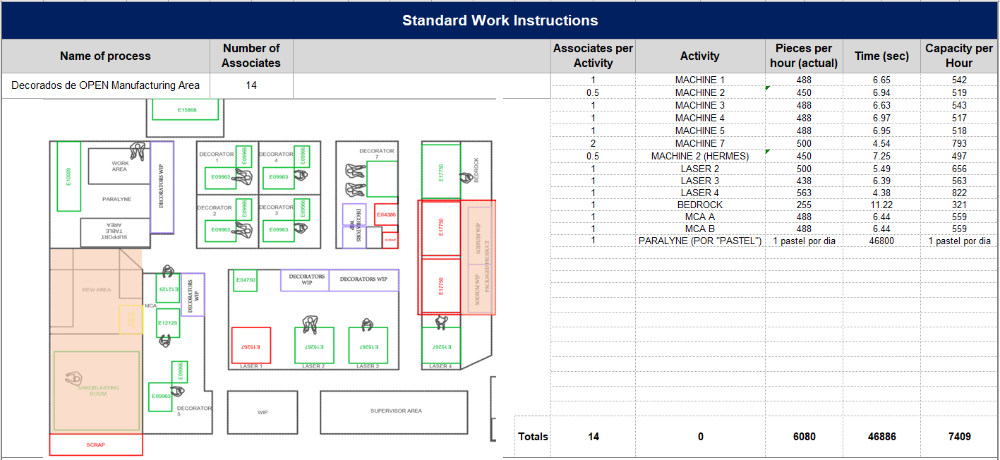 Standard Work Instructions
Name of process
Number of
Associates
Associates per
Activity
Activity
Pieces per
hour (actual)
Time (sec)
Capacity per
Hour
Decorados de OPEN Manufacturing Area
14
1 MACHINE 1 488 6.65 542
0.5 MACHINE 2 450 6.94 519
1 MACHINE 3 488 6.63 543
1 MACHINE 4 488 6.97 517
1 MACHINE 5 488 6.95 518
2 MACHINE 7 500 4.54 793
0.5 MACHINE 2 (HERMES) 450 7.25 497
1 LASER 2 500 5.49 656
1 LASER 3 438 6.39 563
1 LASER 4 563 4.38 822
1 BEDROCK 255 11.22 321
1 MCA A 488 6.44 559
1 MCA B 488 6.44 559
1 PARALYNE (POR "PASTEL") 1 pastel por dia 46800 1 pastel por dia
Totals 14 0 6080 46886 7409
E15868
E10009
WORK
AREA
PARALYNE
SUPPORT
TABLE
AREA
DECORATORS WIP
DECORATOR
1
E09966
E09963
DECORATOR
4
E09966
E09963
DECORATOR
2
E09966
E09963
DECORATOR
3
E09966
E09963
DECORATOR
7
DECORATORS
WIP
E04386
SCRAP
E17750
BEDROCK
E17750
E17750
SODIUM WIP
SODIUM WIP
PACKAGED PRODUCT
NEW AREA
MCA
E12129
E12129
DECORATORS
WIP
E04750
DECORATORS
WIP
DECORATORS WIP
E15267
LASER 1
E15267
LASER 2
E15267
LASER 3
E15267
LASER 4
SANDBLASTING
ROOM
E09966
E09963
DECORATOR
5
WIP
SUPERVISOR AREA
SCRAP